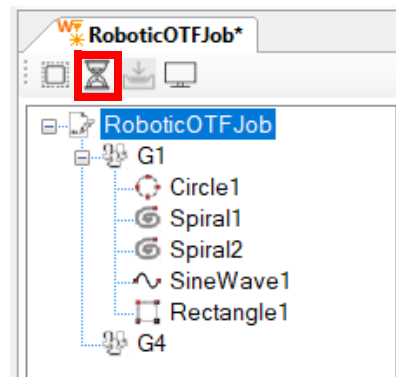 RoboticOTFJob*
RoboticOTFJob
G1
Circle1
Spiral1
Spiral2
SineWave1
Rectangle1
G4